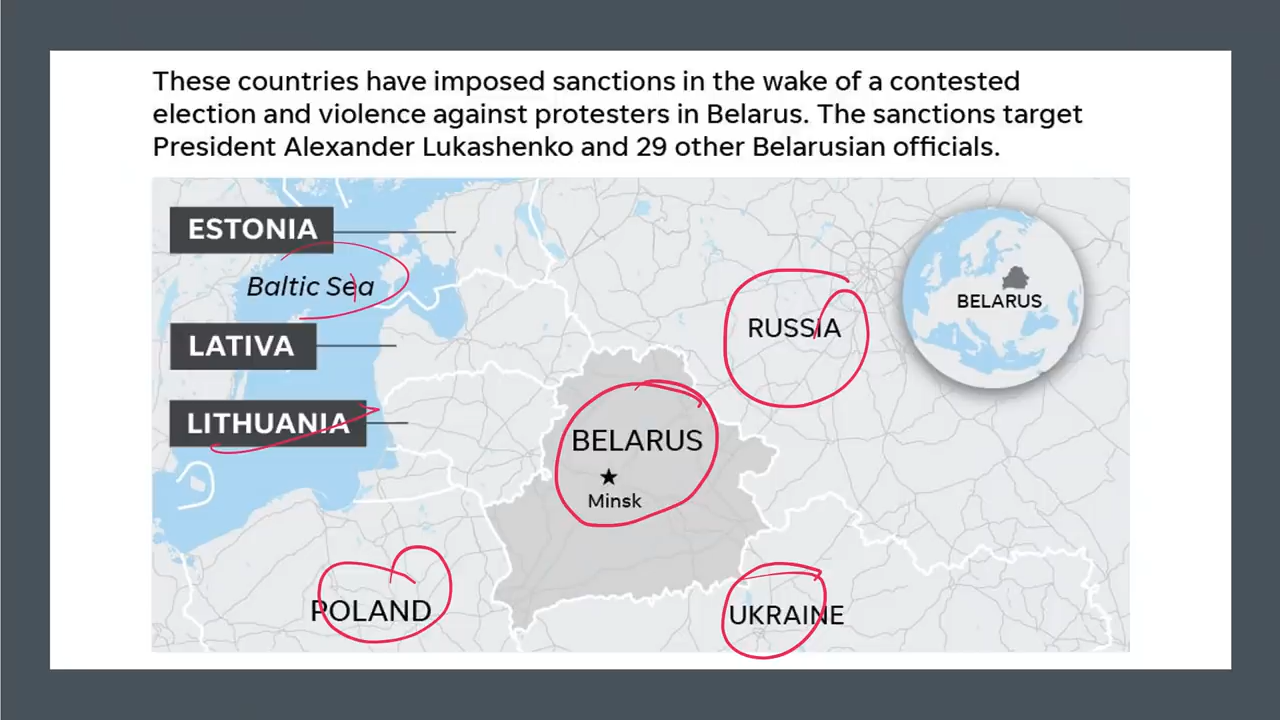 These countries have imposed sanctions in the wake of a contested
election and violence against protesters in Belarus. The sanctions target
President Alexander Lukashenko and 29 other Belarusian officials.
ESTONIA
Baltic Sea
LATIVA
LITHUANIA
RUSSIA
BELARUS
BELARUS
Minsk
POLAND
UKRAINE